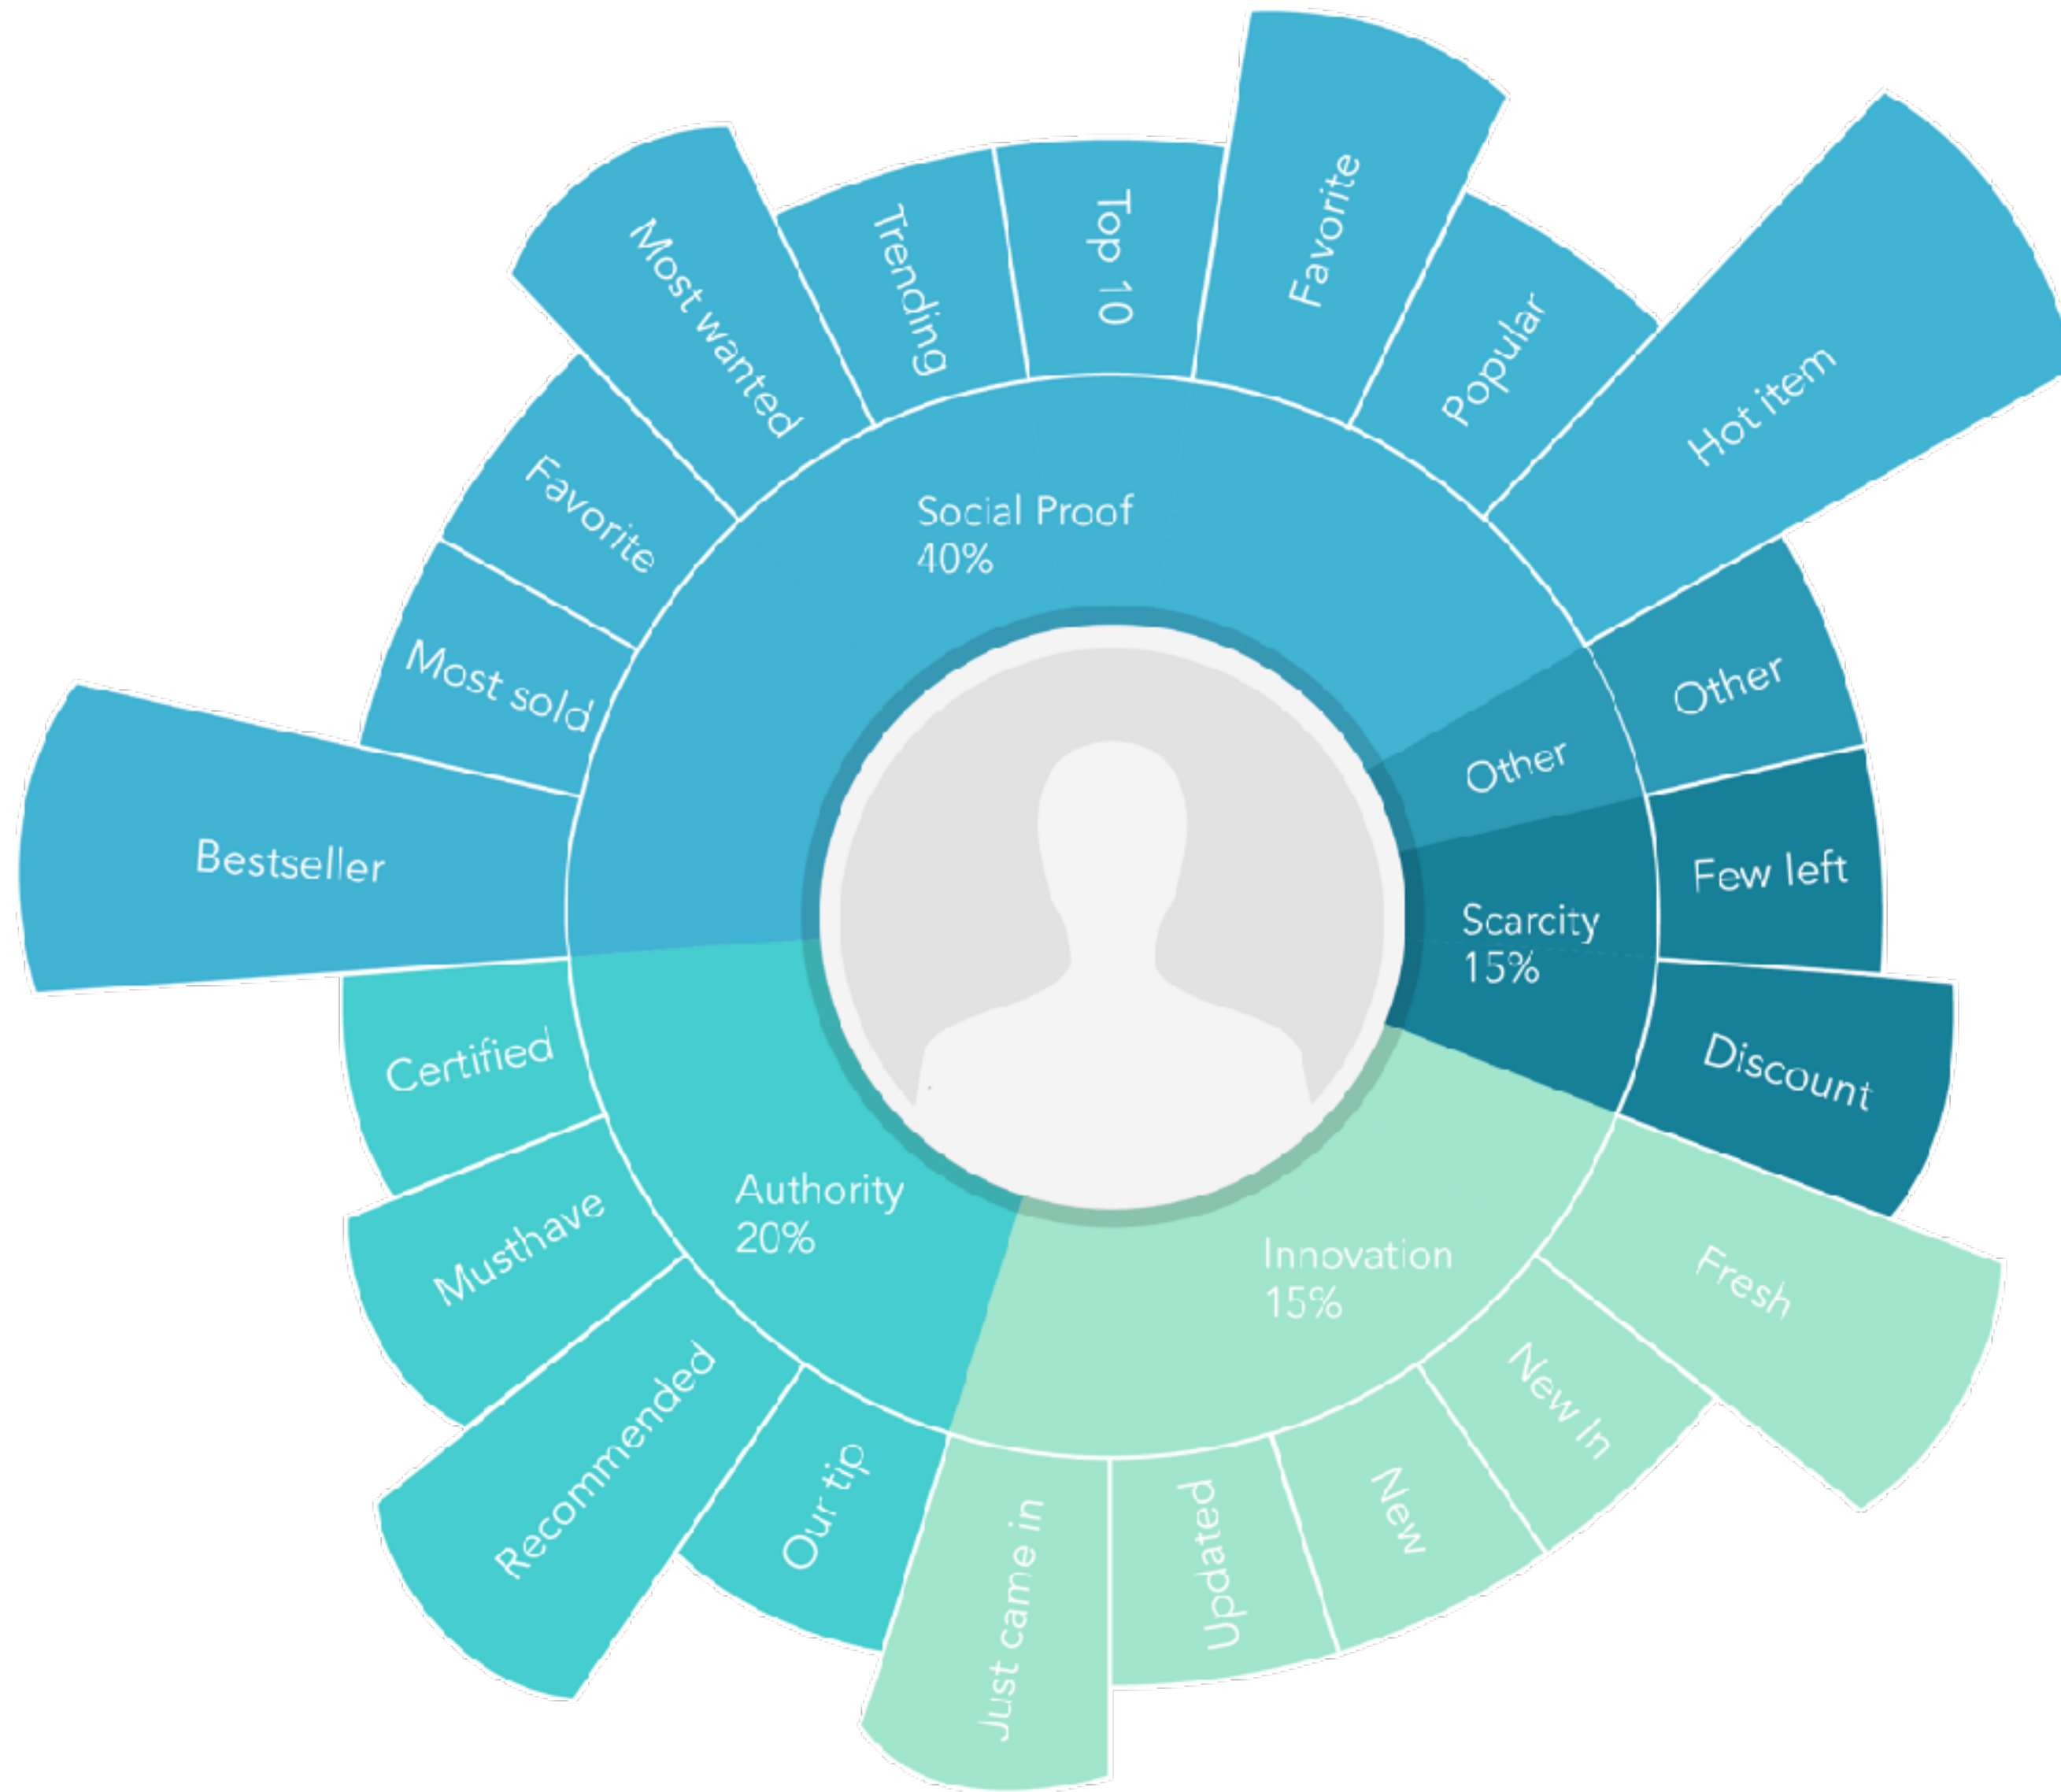 Favorite
Top 10
Trending
Most wanted
Popular
Hot item
Favorite
Social Proof
40%
Most sold
Other
Other
Bestseller
Few left
Scarcity
15%
Certified
Discount
Authority
20%
Musthave
Innovation
15%
Fresh
Recommended
New In
Our tip
New
Updated
Just came in